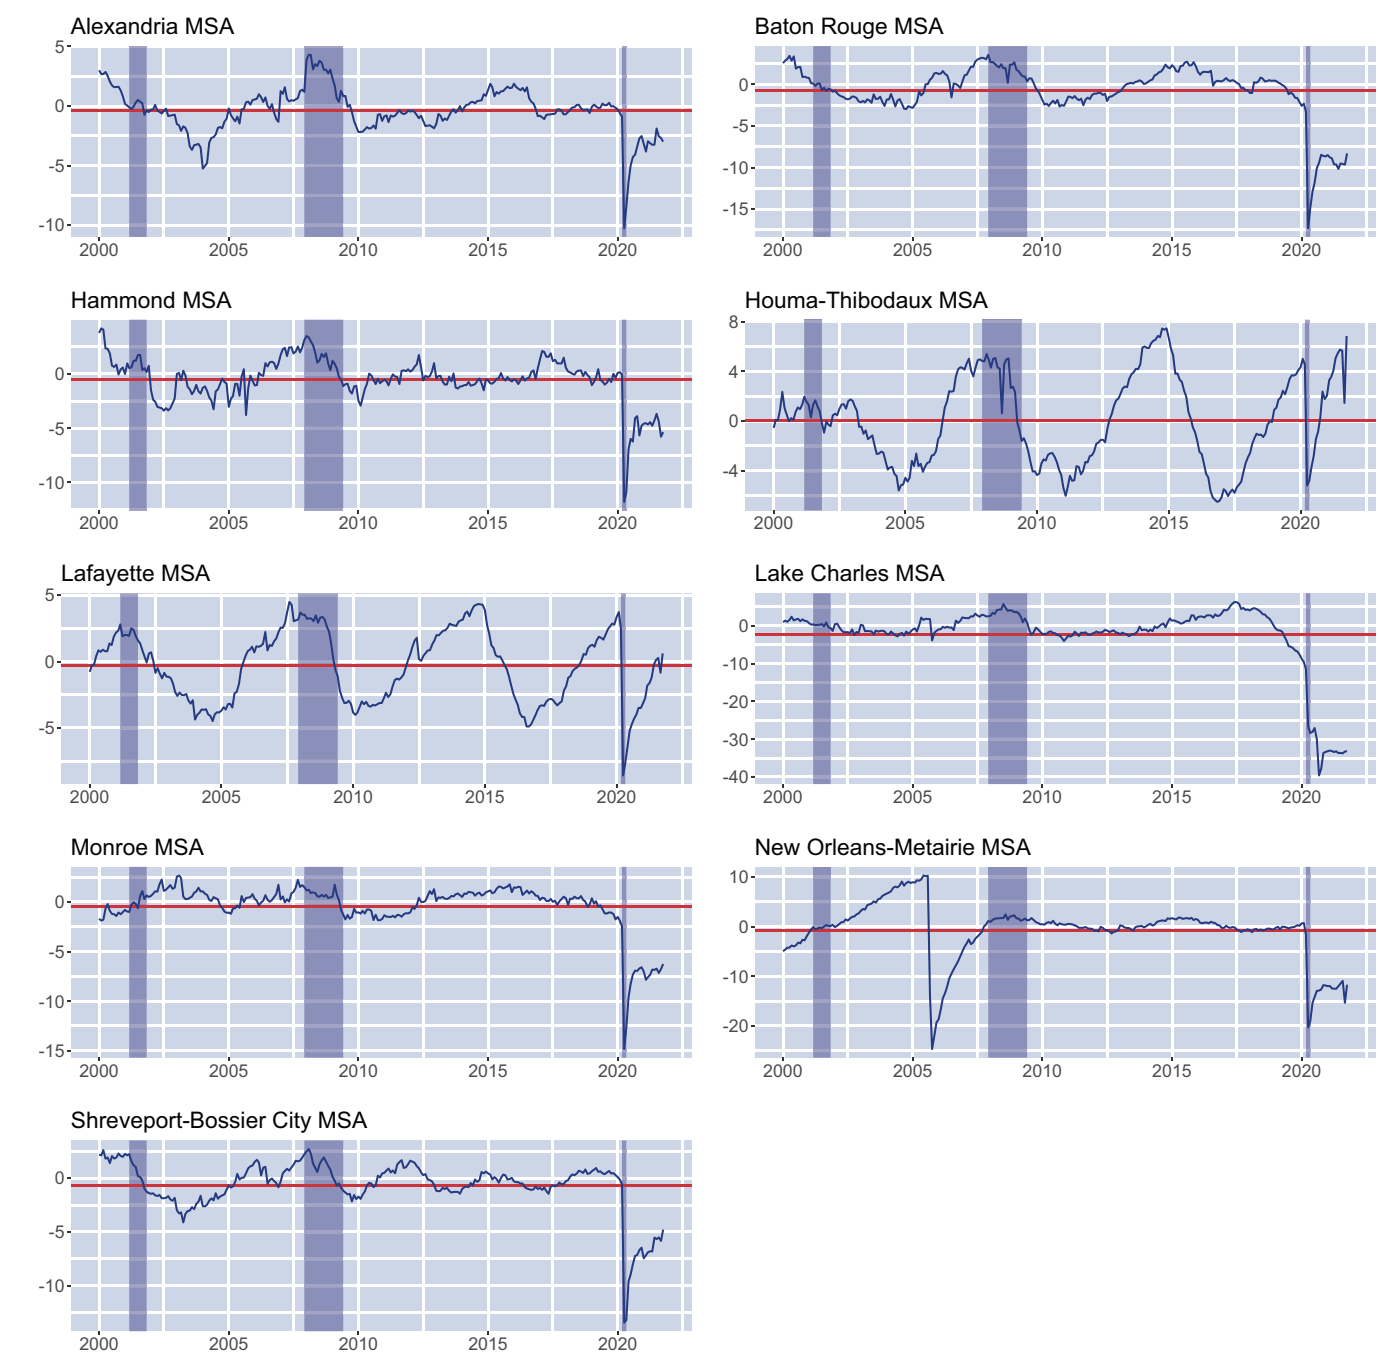 Alexandria MSA
5
0
-5
-10
2000 2005 2010 2015 2020
Baton Rouge MSA
0
-5
-10
-15
2000 2005 2010 2015 2020
Hammond MSA
0
-5
-10
2000 2005 2010 2015 2020
Houma-Thibodaux MSA
8
4
0
-4
2000 2005 2010 2015 2020
Lafayette MSA
5
0
-5
2000 2005 2010 2015 2020
Lake Charles MSA
0
-10
-20
-30
-40
2000 2005 2010 2015 2020
Monroe MSA
0
-5
-10
-15
2000 2005 2010 2015 2020
New Orleans-Metairie MSA
10
0
-10
-20
2000 2005 2010 2015 2020
Shreveport-Bossier City MSA
0
-5
-10
2000 2005 2010 2015 2020